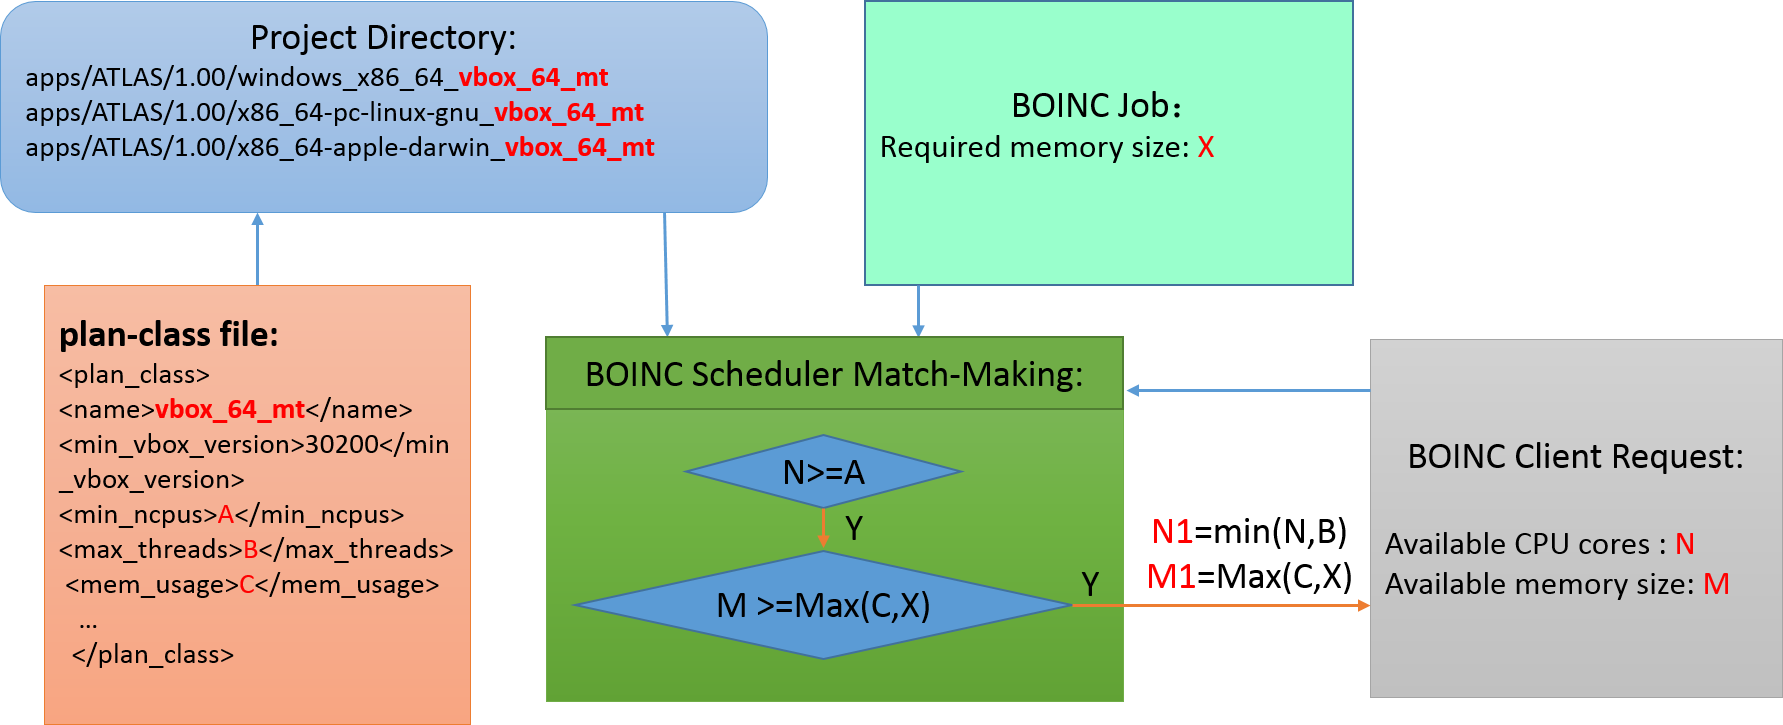 Project Directory:
apps/ATLAS/1.00/windows_x86_64_vbox_64_mt
apps/ATLAS/1.00/x86_64-pc-linux-gnu_vbox_64_mt
apps/ATLAS/1.00/x86_64-apple-darwin_vbox_64_mt
BOINC Job：
Required memory size: X
plan-class file:
<plan_class>
<name>vbox_64_mt</name>
<min_vbox_version>30200</min
_vbox_version>
<min_ncpus>A</min_ncpus>
<max_threads>B</max_threads>
<mem_usage>C</mem_usage>
...
</plan_class>
BOINC Scheduler Match-Making:
N>=A
Y
M >=Max(C,X)
Y
N1=min(N,B)
M1=Max(C,X)
BOINC Client Request:
Available CPU cores : N
Available memory size: M